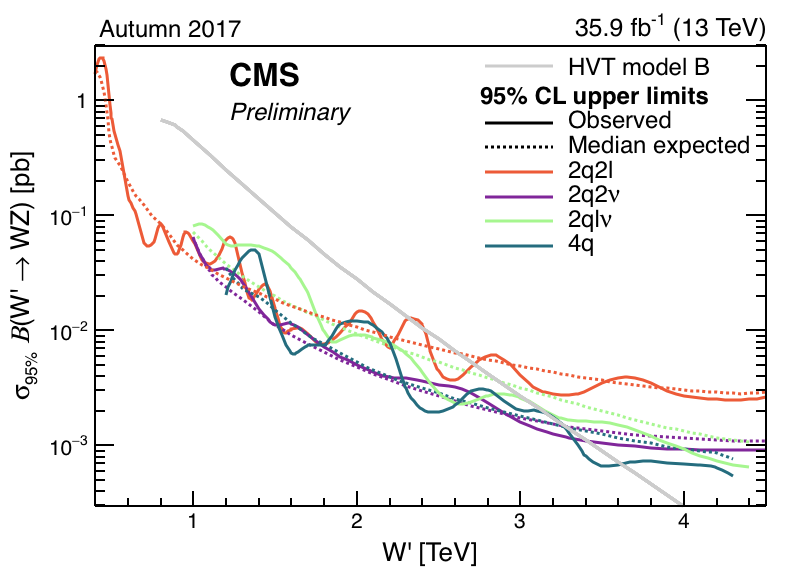 Autumn 2017
35.9 fb⁻¹ (13 TeV)
CMS
Preliminary
HVT model B
95% CL upper limits
Observed
Median expected
2q2l
2q2ν
2qlν
4q
σ95% B(W' → WZ) [pb]
1
10⁻¹
10⁻²
10⁻³
1 2 3 4
W' [TeV]